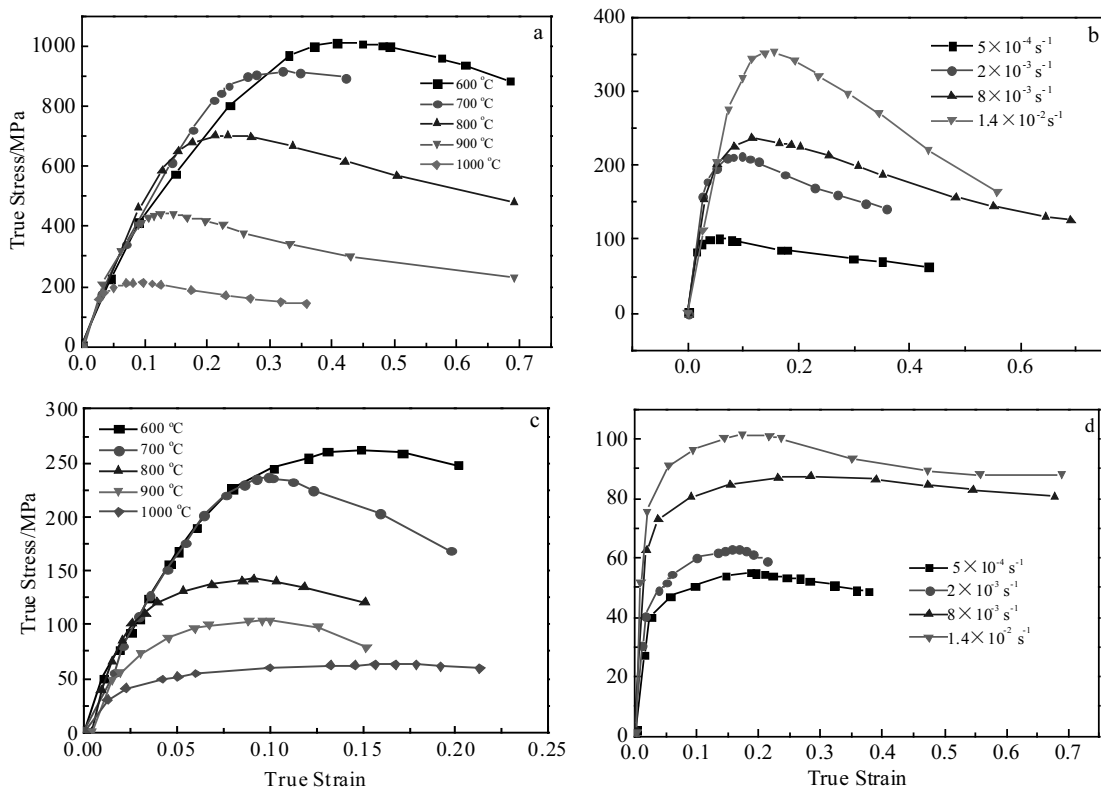 a
True Stress/MPa
1000
800
600
400
200
0
0.0 0.1 0.2 0.3 0.4 0.5 0.6 0.7
600 °C
700 °C
800 °C
900 °C
1000 °C
b
400
300
200
100
0
0.0 0.2 0.4 0.6
5×10⁻⁴ s⁻¹
2×10⁻³ s⁻¹
8×10⁻³ s⁻¹
1.4×10⁻² s⁻¹
c
True Stress/MPa
300
250
200
150
100
50
0
0.00 0.05 0.10 0.15 0.20 0.25
True Strain
600 °C
700 °C
800 °C
900 °C
1000 °C
d
100
80
60
40
20
0
0.0 0.1 0.2 0.3 0.4 0.5 0.6 0.7
True Strain
5×10⁻⁴ s⁻¹
2×10⁻³ s⁻¹
8×10⁻³ s⁻¹
1.4×10⁻² s⁻¹